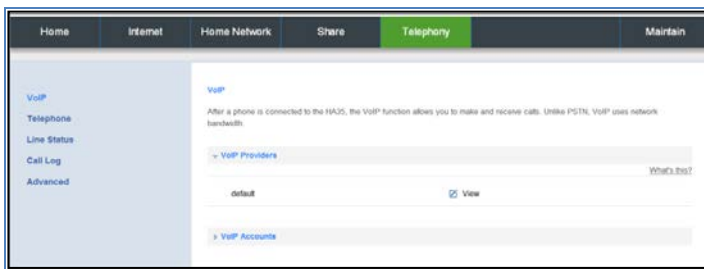 Home Internet Home Network Share Telephony Maintain
VoIP
Telephone
Line Status
Call Log
Advanced
VoIP
After a phone is connected to the HA35, the VoIP function allows you to make and receive calls. Unlike PSTN, VoIP uses network
bandwidth.
VoIP Providers
What's this?
default View
VoIP Accounts